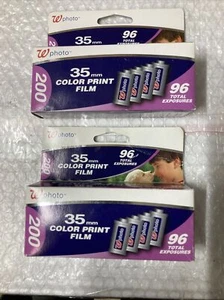 W photo
35mm
96
TOTAL
EXPOSURES
W photo
200
35mm
COLOR PRINT
FILM
96
TOTAL
EXPOSURES
W photo
35mm
COLOR PRINT
FILM
96
TOTAL
EXPOSURES
W photo
200
35mm
COLOR PRINT
FILM
96
TOTAL
EXPOSURES